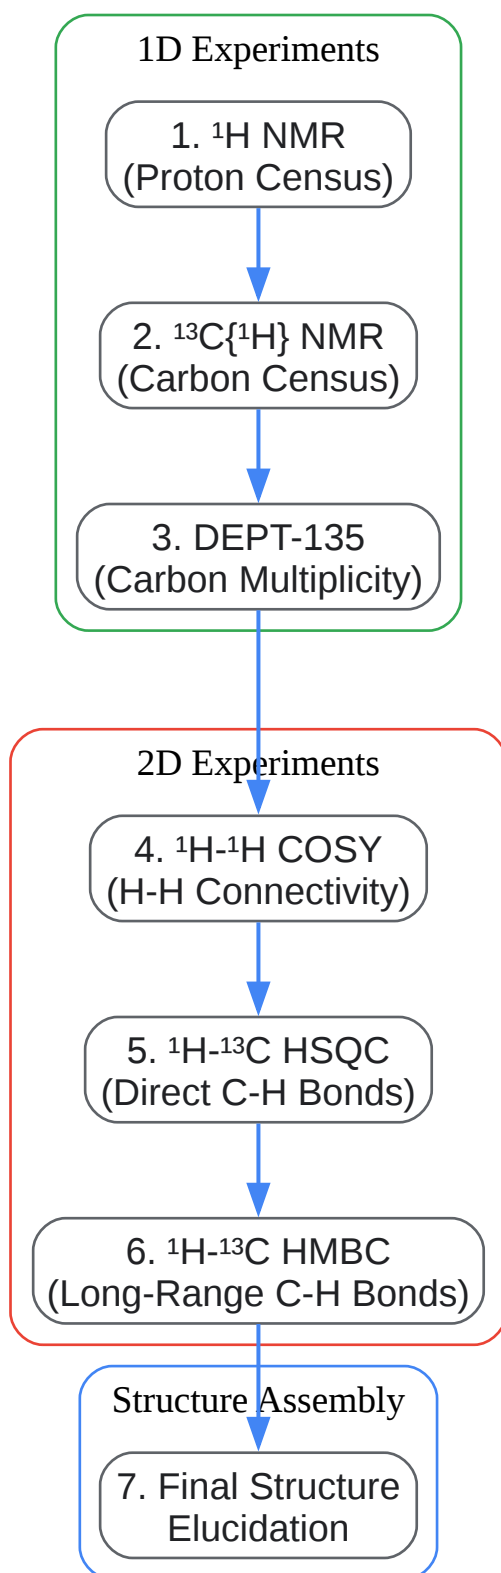 1D Experiments
1. ¹H NMR
(Proton Census)
2. ¹³C{¹H} NMR
(Carbon Census)
3. DEPT-135
(Carbon Multiplicity)
2D Experiments
4. ¹H-¹H COSY
(H-H Connectivity)
5. ¹H-¹³C HSQC
(Direct C-H Bonds)
6. ¹H-¹³C HMBC
(Long-Range C-H Bonds)
Structure Assembly
7. Final Structure
Elucidation